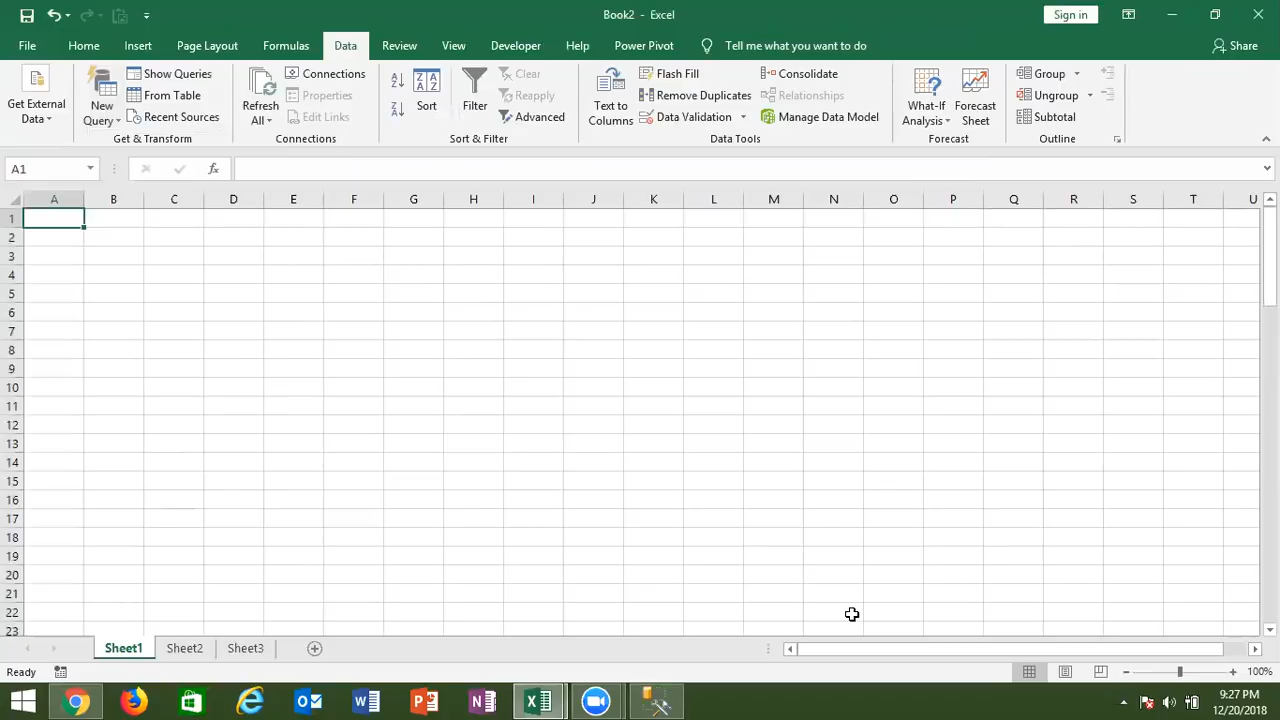 Book2 - Excel
Sign in
File Home Insert Page Layout Formulas Data Review View Developer Help Power Pivot Tell me what you want to do Share
Get External Data
New Query
Show Queries
From Table
Recent Sources
Get & Transform
Refresh All
Connections
Properties
Edit Links
Connections
Sort
Filter
Clear
Reapply
Advanced
Sort & Filter
Text to Columns
Flash Fill
Remove Duplicates
Data Validation
Consolidate
Relationships
Manage Data Model
Data Tools
What-If Analysis
Forecast Sheet
Forecast
Group
Ungroup
Subtotal
Outline
A1 fx
A B C D E F G H I J K L M N O P Q R S T U
1
2
3
4
5
6
7
8
9
10
11
12
13
14
15
16
17
18
19
20
21
22
23
Sheet1 Sheet2 Sheet3
Ready 100%
9:27 PM
12/20/2018